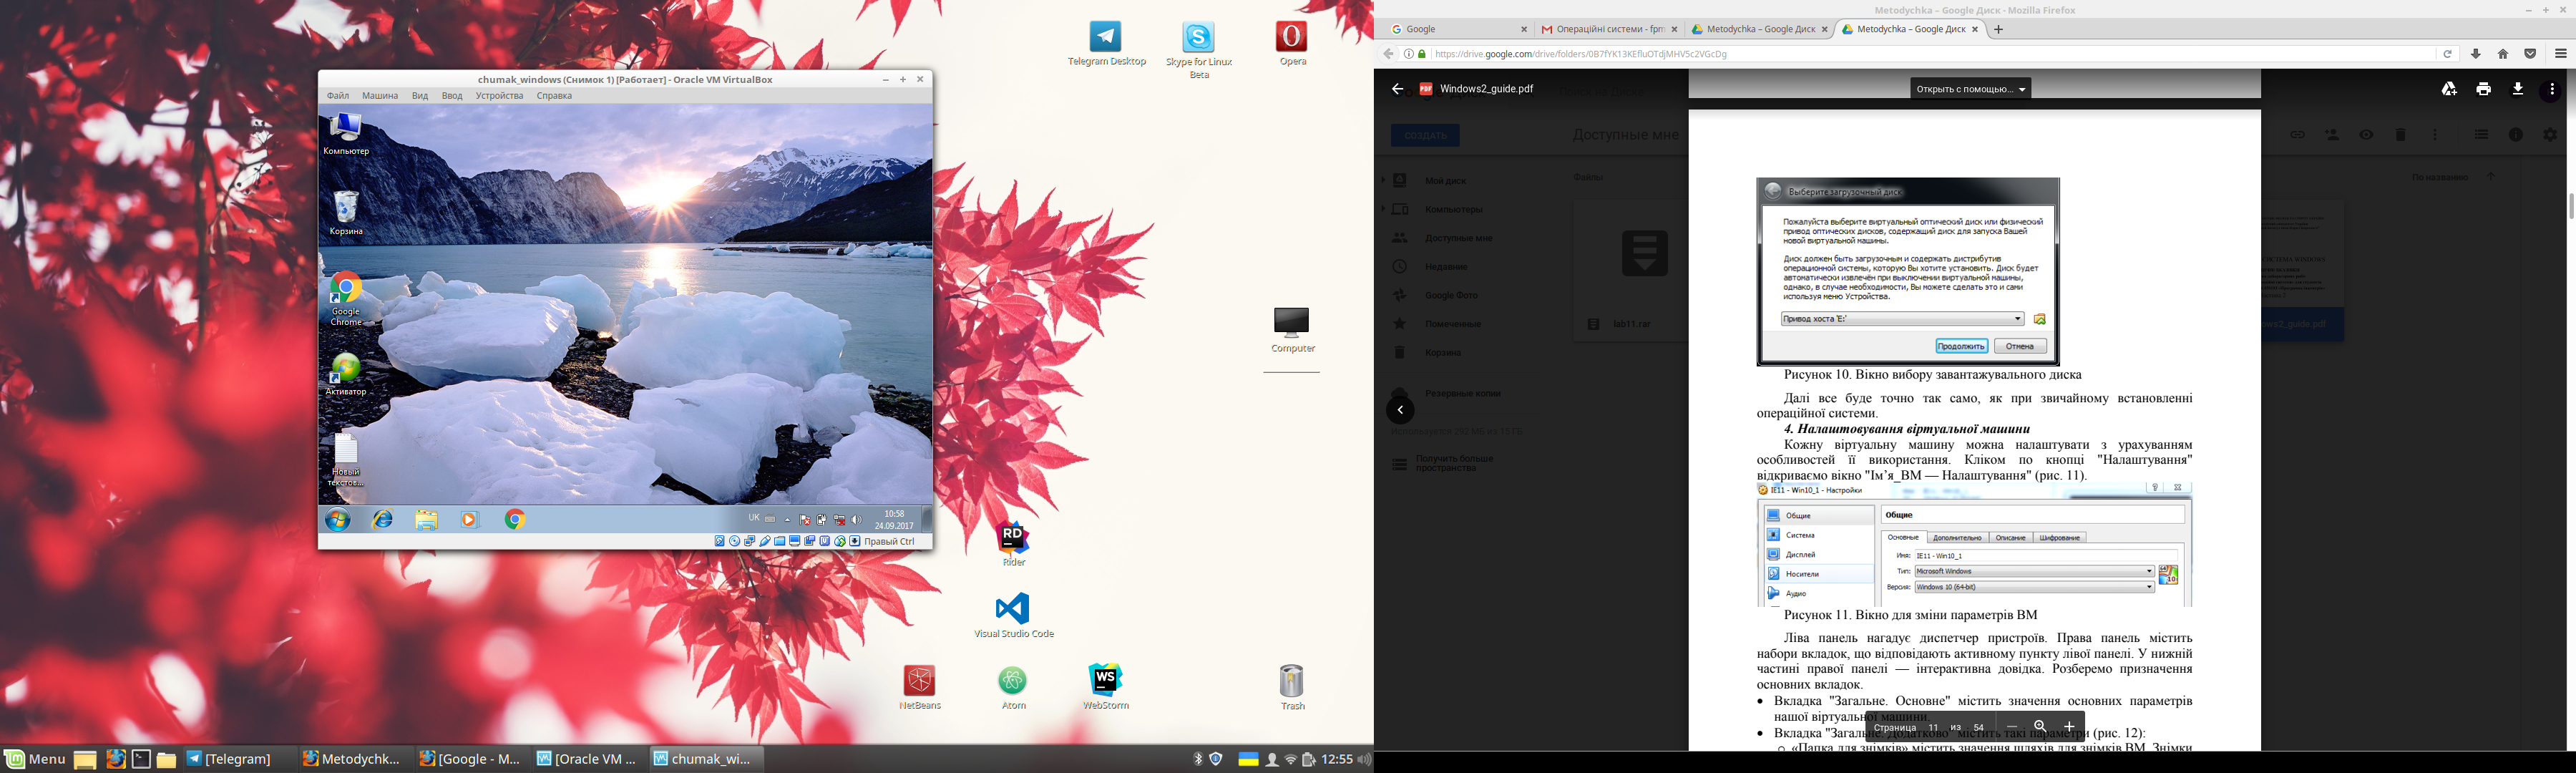 Telegram Desktop
Skype for Linux
Beta
Opera
chumak_windows (Снимок 1) [Работает] - Oracle VM VirtualBox
Файл Машина Вид Ввод Устройства Справка
Компьютер
Корзина
Google
Chrome
Активатор
Новый
текстов...
UK
10:58
24.09.2017
Правый Ctrl
Computer
RD
Rider
Visual Studio Code
NetBeans
Atom
WS
WebStorm
Trash
Menu
[Telegram]
Metodychk...
[Google - M...
[Oracle VM ...
chumak_wi...
12:55
Metodychka – Google Диск - Mozilla Firefox
Google
Операційні системи - fpm
Metodychka – Google Диск
Metodychka – Google Диск
https://drive.google.com/drive/folders/0B7fYK13KEfluOTdjMHV5c2VGcDg
PDF Windows2_guide.pdf
Открыть с помощью...
СОЗДАТЬ
Доступные мне
Мой диск
Компьютеры
Доступные мне
Недавние
Google Фото
Помеченные
Корзина
Резервные копии
Получить больше
пространства
Файлы
По названию
lab11.rar
Выберите загрузочный диск
Пожалуйста выберите виртуальный оптический диск или физический
привод оптических дисков, содержащий диск для запуска Вашей
новой виртуальной машины.
Диск должен быть загрузочным и содержать дистрибутив
операционной системы, которую Вы хотите установить. Диск будет
автоматически извлечён при выключении виртуальной машины,
однако, в случае необходимости, Вы можете сделать это и сами
используя меню Устройства.
Привод хоста 'E:'
Продолжить Отмена
Рисунок 10. Вікно вибору завантажувального диска
Далі все буде точно так само, як при звичайному встановленні
операційної системи.
4. Налаштовування віртуальної машини
Кожну віртуальну машину можна налаштувати з урахуванням
особливостей її використання. Кліком по кнопці "Налаштування"
відкриваємо вікно "Ім’я_ВМ — Налаштування" (рис. 11).
IE11 - Win10_1 - Настройки
Общие
Система
Дисплей
Носители
Аудио
Общие
Основные Дополнительно Описание Шифрование
Имя: IE11 - Win10_1
Тип: Microsoft Windows
Версия: Windows 10 (64-bit)
Рисунок 11. Вікно для зміни параметрів ВМ
Ліва панель нагадує диспетчер пристроїв. Права панель містить
набори вкладок, що відповідають активному пункту лівої панелі. У нижній
частині правої панелі — інтерактивна довідка. Розберемо призначення
основних вкладок.
• Вкладка "Загальне. Основне" містить значення основних параметрів
нашої віртуальної машини.
• Вкладка "Загальне. Додатково" містить такі параметри (рис. 12):
o «Папка для знімків» містить значення шляхів для знімків ВМ. Знімки
Страница 11 из 54